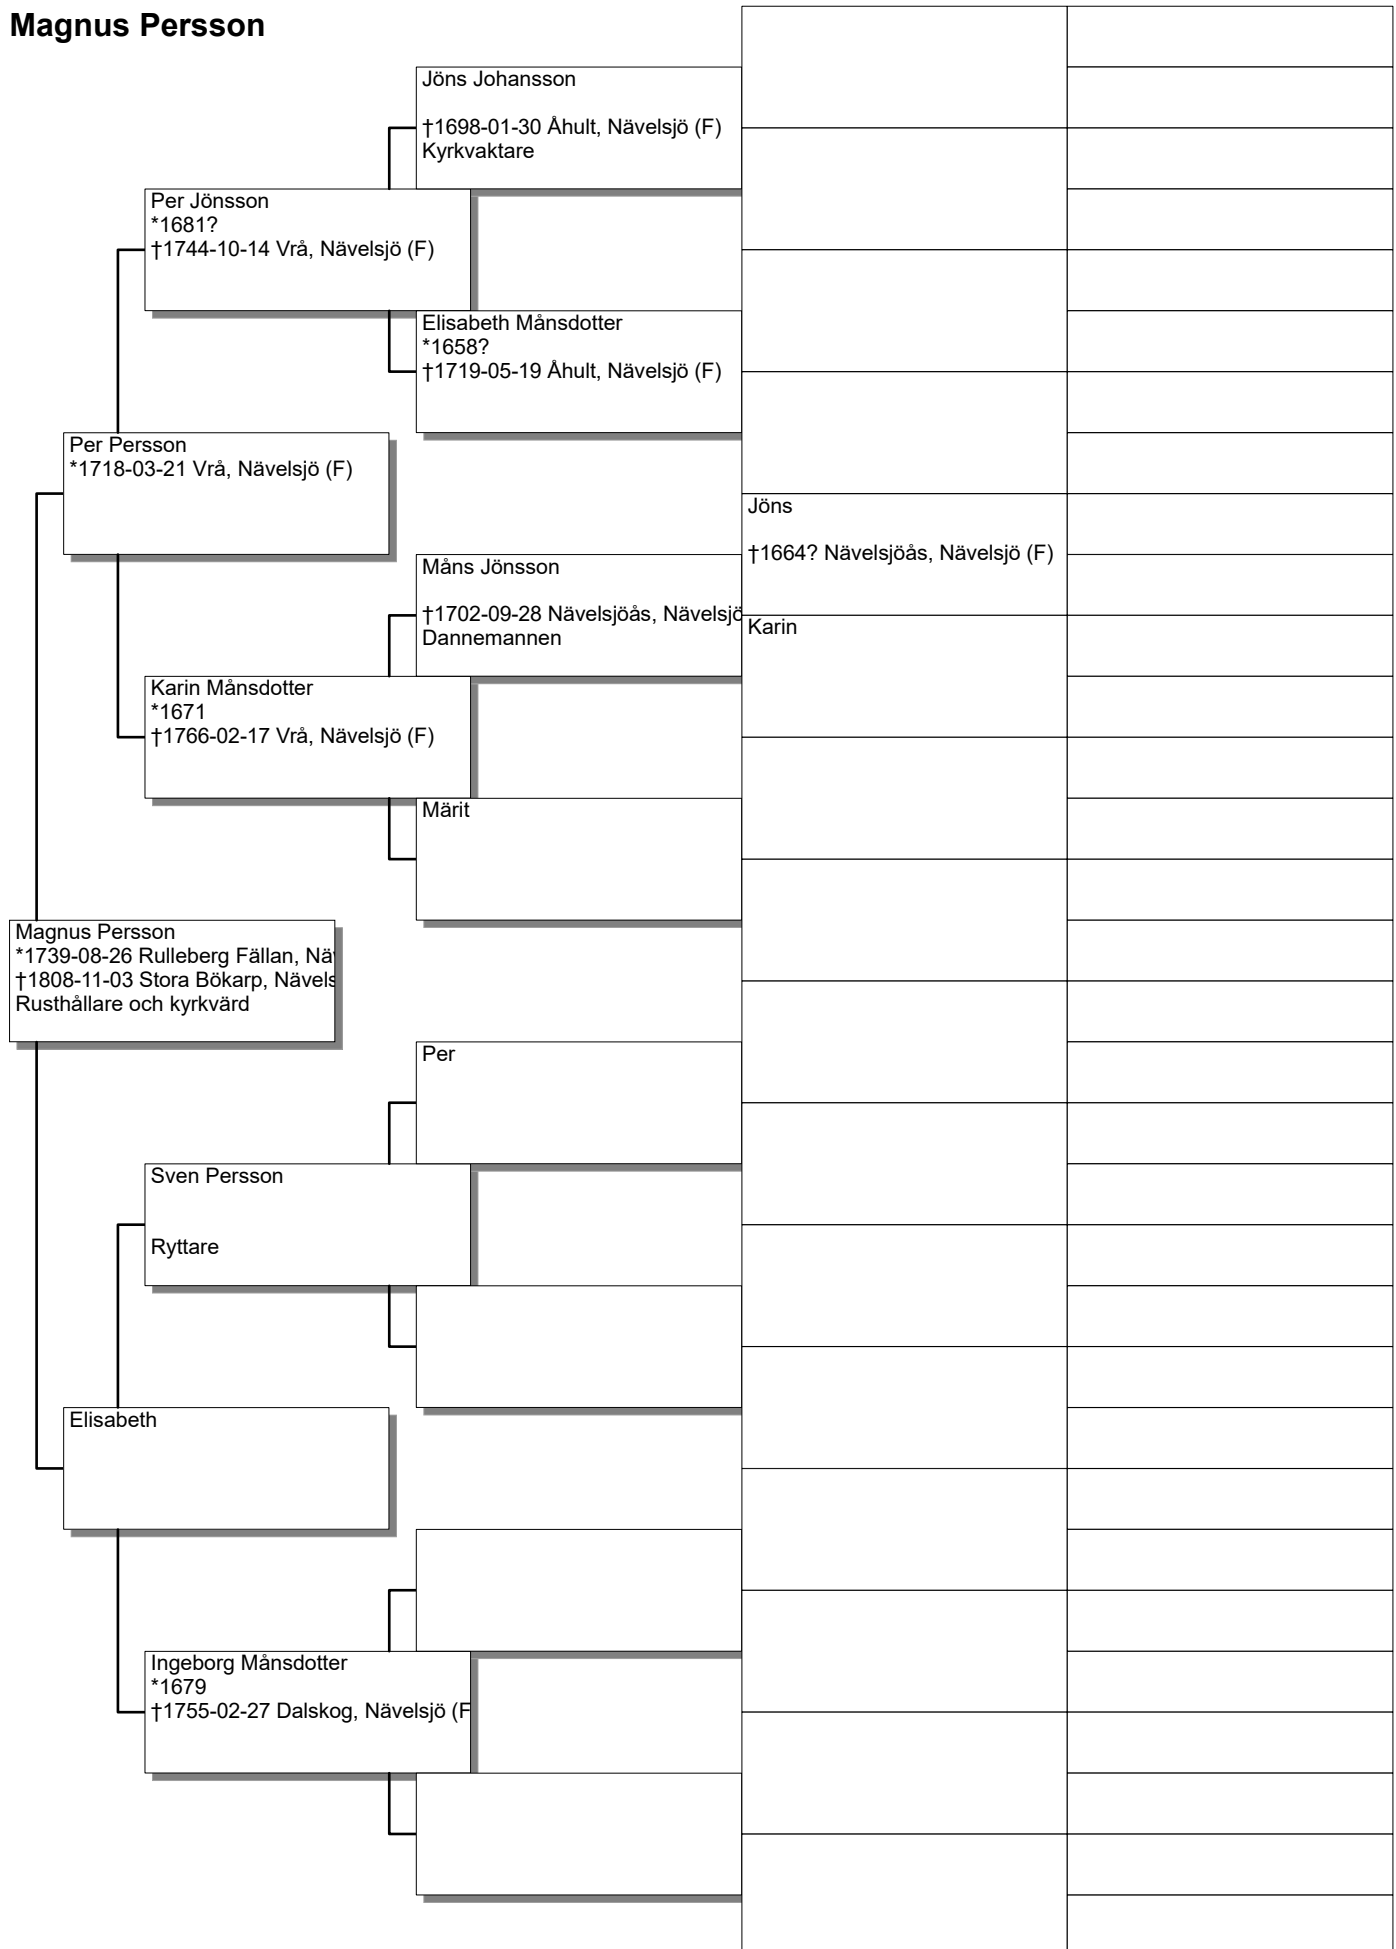 Magnus Persson
Jöns Johansson
†1698-01-30 Åhult, Nävelsjö (F)
Kyrkvaktare
Per Jönsson
*1681?
†1744-10-14 Vrå, Nävelsjö (F)
Elisabeth Månsdotter
*1658?
†1719-05-19 Åhult, Nävelsjö (F)
Per Persson
*1718-03-21 Vrå, Nävelsjö (F)
Jöns
†1664? Nävelsjöås, Nävelsjö (F)
Måns Jönsson
†1702-09-28 Nävelsjöås, Nävelsjö
Dannemannen
Karin
Karin Månsdotter
*1671
†1766-02-17 Vrå, Nävelsjö (F)
Märit
Magnus Persson
*1739-08-26 Rulleberg Fällan, Nä
†1808-11-03 Stora Bökarp, Nävels
Rusthållare och kyrkvärd
Per
Sven Persson
Ryttare
Elisabeth
Ingeborg Månsdotter
*1679
†1755-02-27 Dalskog, Nävelsjö (F